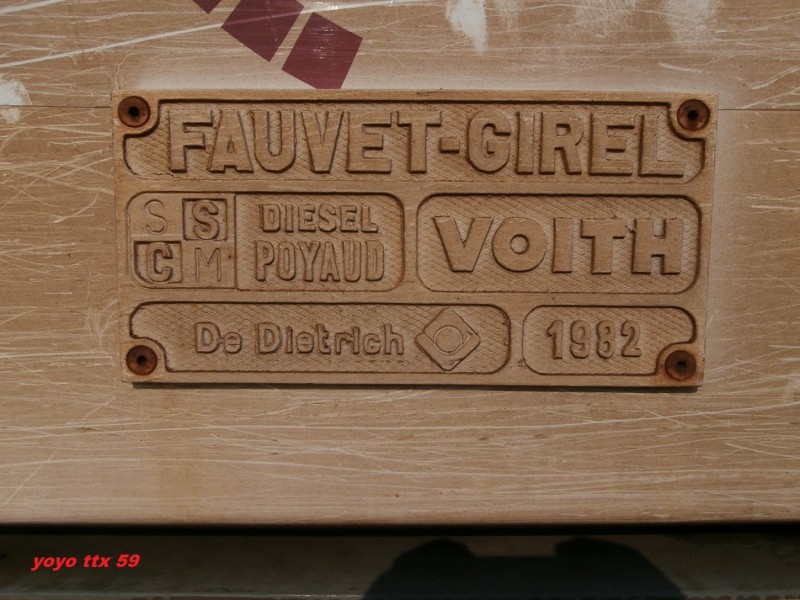 FAUVET-GIREL
S S DIESEL
C M POYAUD
VOITH
De Dietrich
1982
yoyo ttx 59